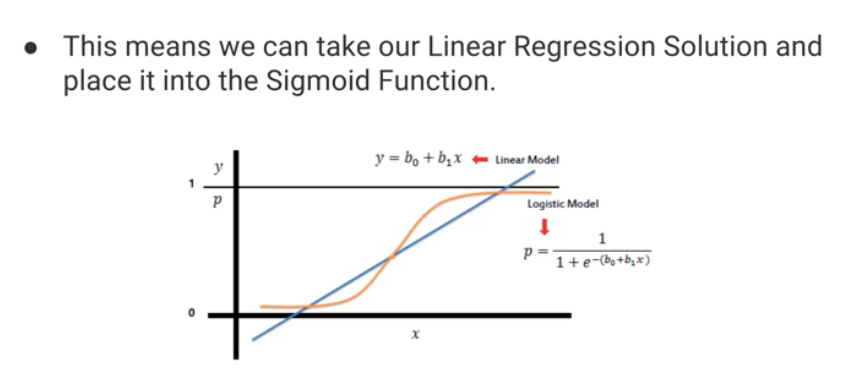 ● This means we can take our Linear Regression Solution and
place it into the Sigmoid Function.
y = b₀ + b₁x Linear Model
y
1
p
Logistic Model
p = 1 / 1 + e^−(b₀+b₁x)
0
x